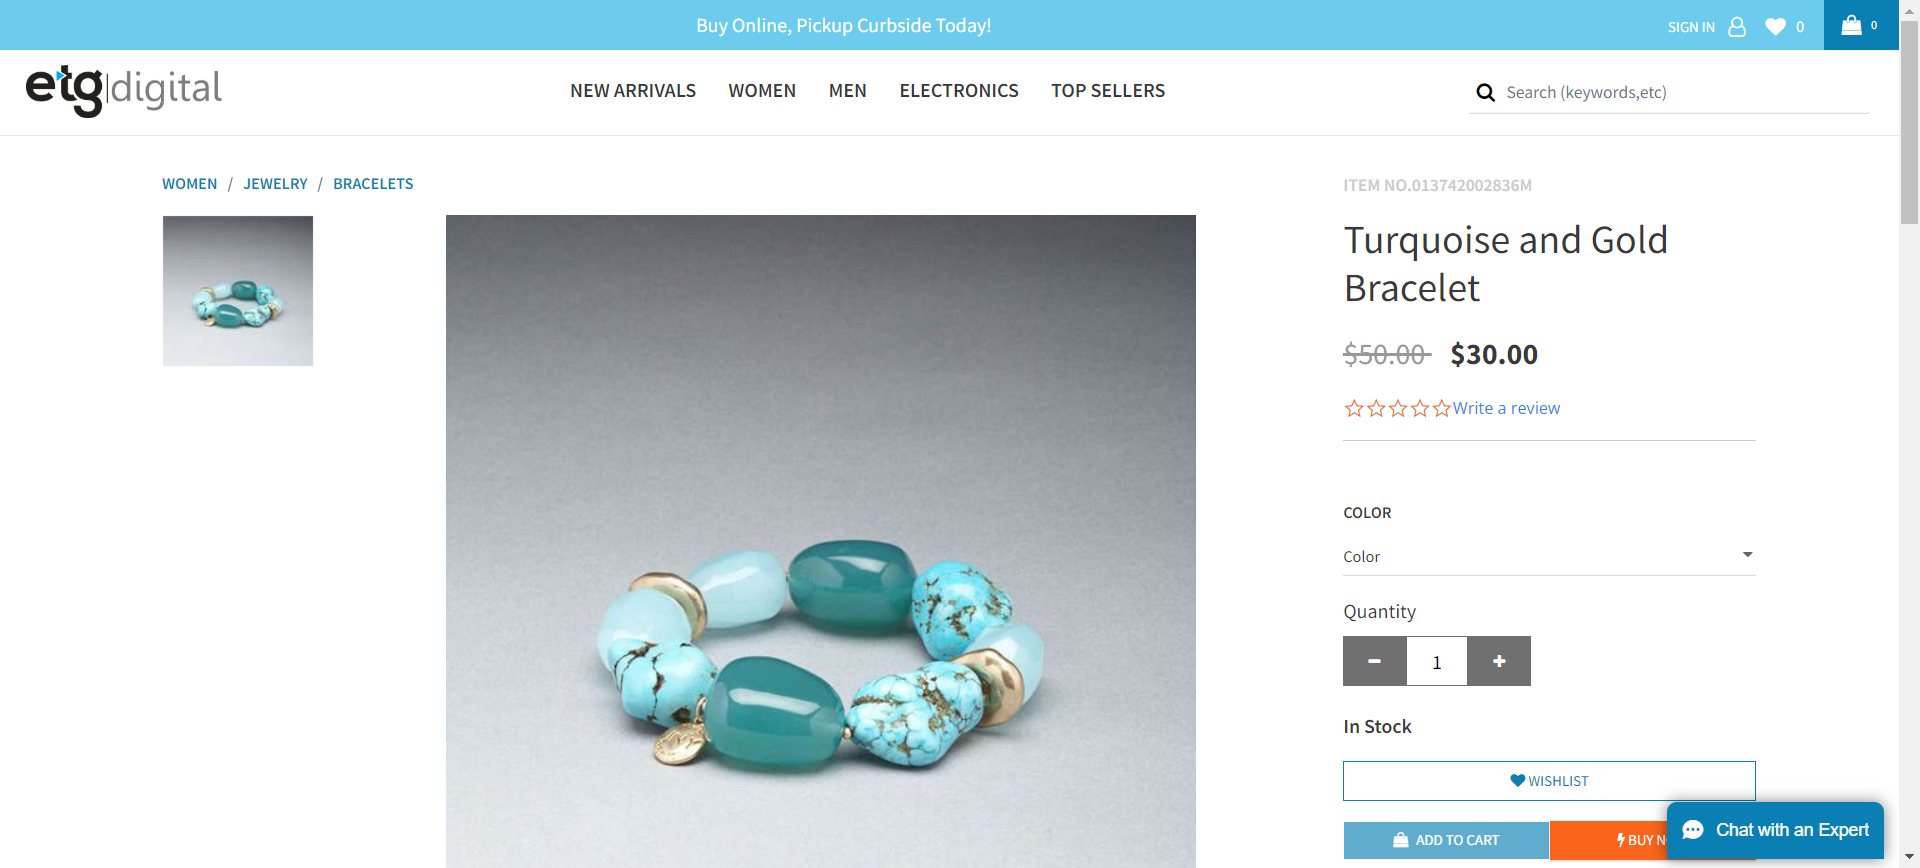 Buy Online, Pickup Curbside Today!
SIGN IN
0
0
etg|digital
NEW ARRIVALS
WOMEN
MEN
ELECTRONICS
TOP SELLERS
Search (keywords,etc)
WOMEN / JEWELRY / BRACELETS
ITEM NO.013742002836M
Turquoise and Gold
Bracelet
$50.00 $30.00
Write a review
COLOR
Color
Quantity
1
In Stock
WISHLIST
ADD TO CART
BUY
Chat with an Expert